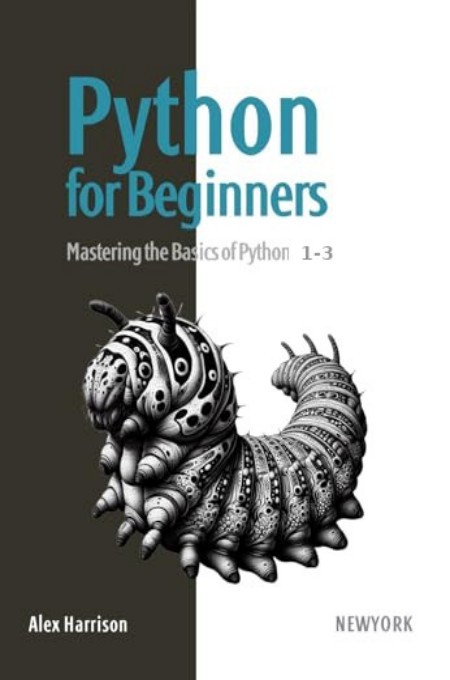 Python
for Beginners
Mastering the Basics of Python 1-3
Alex Harrison
NEWYORK